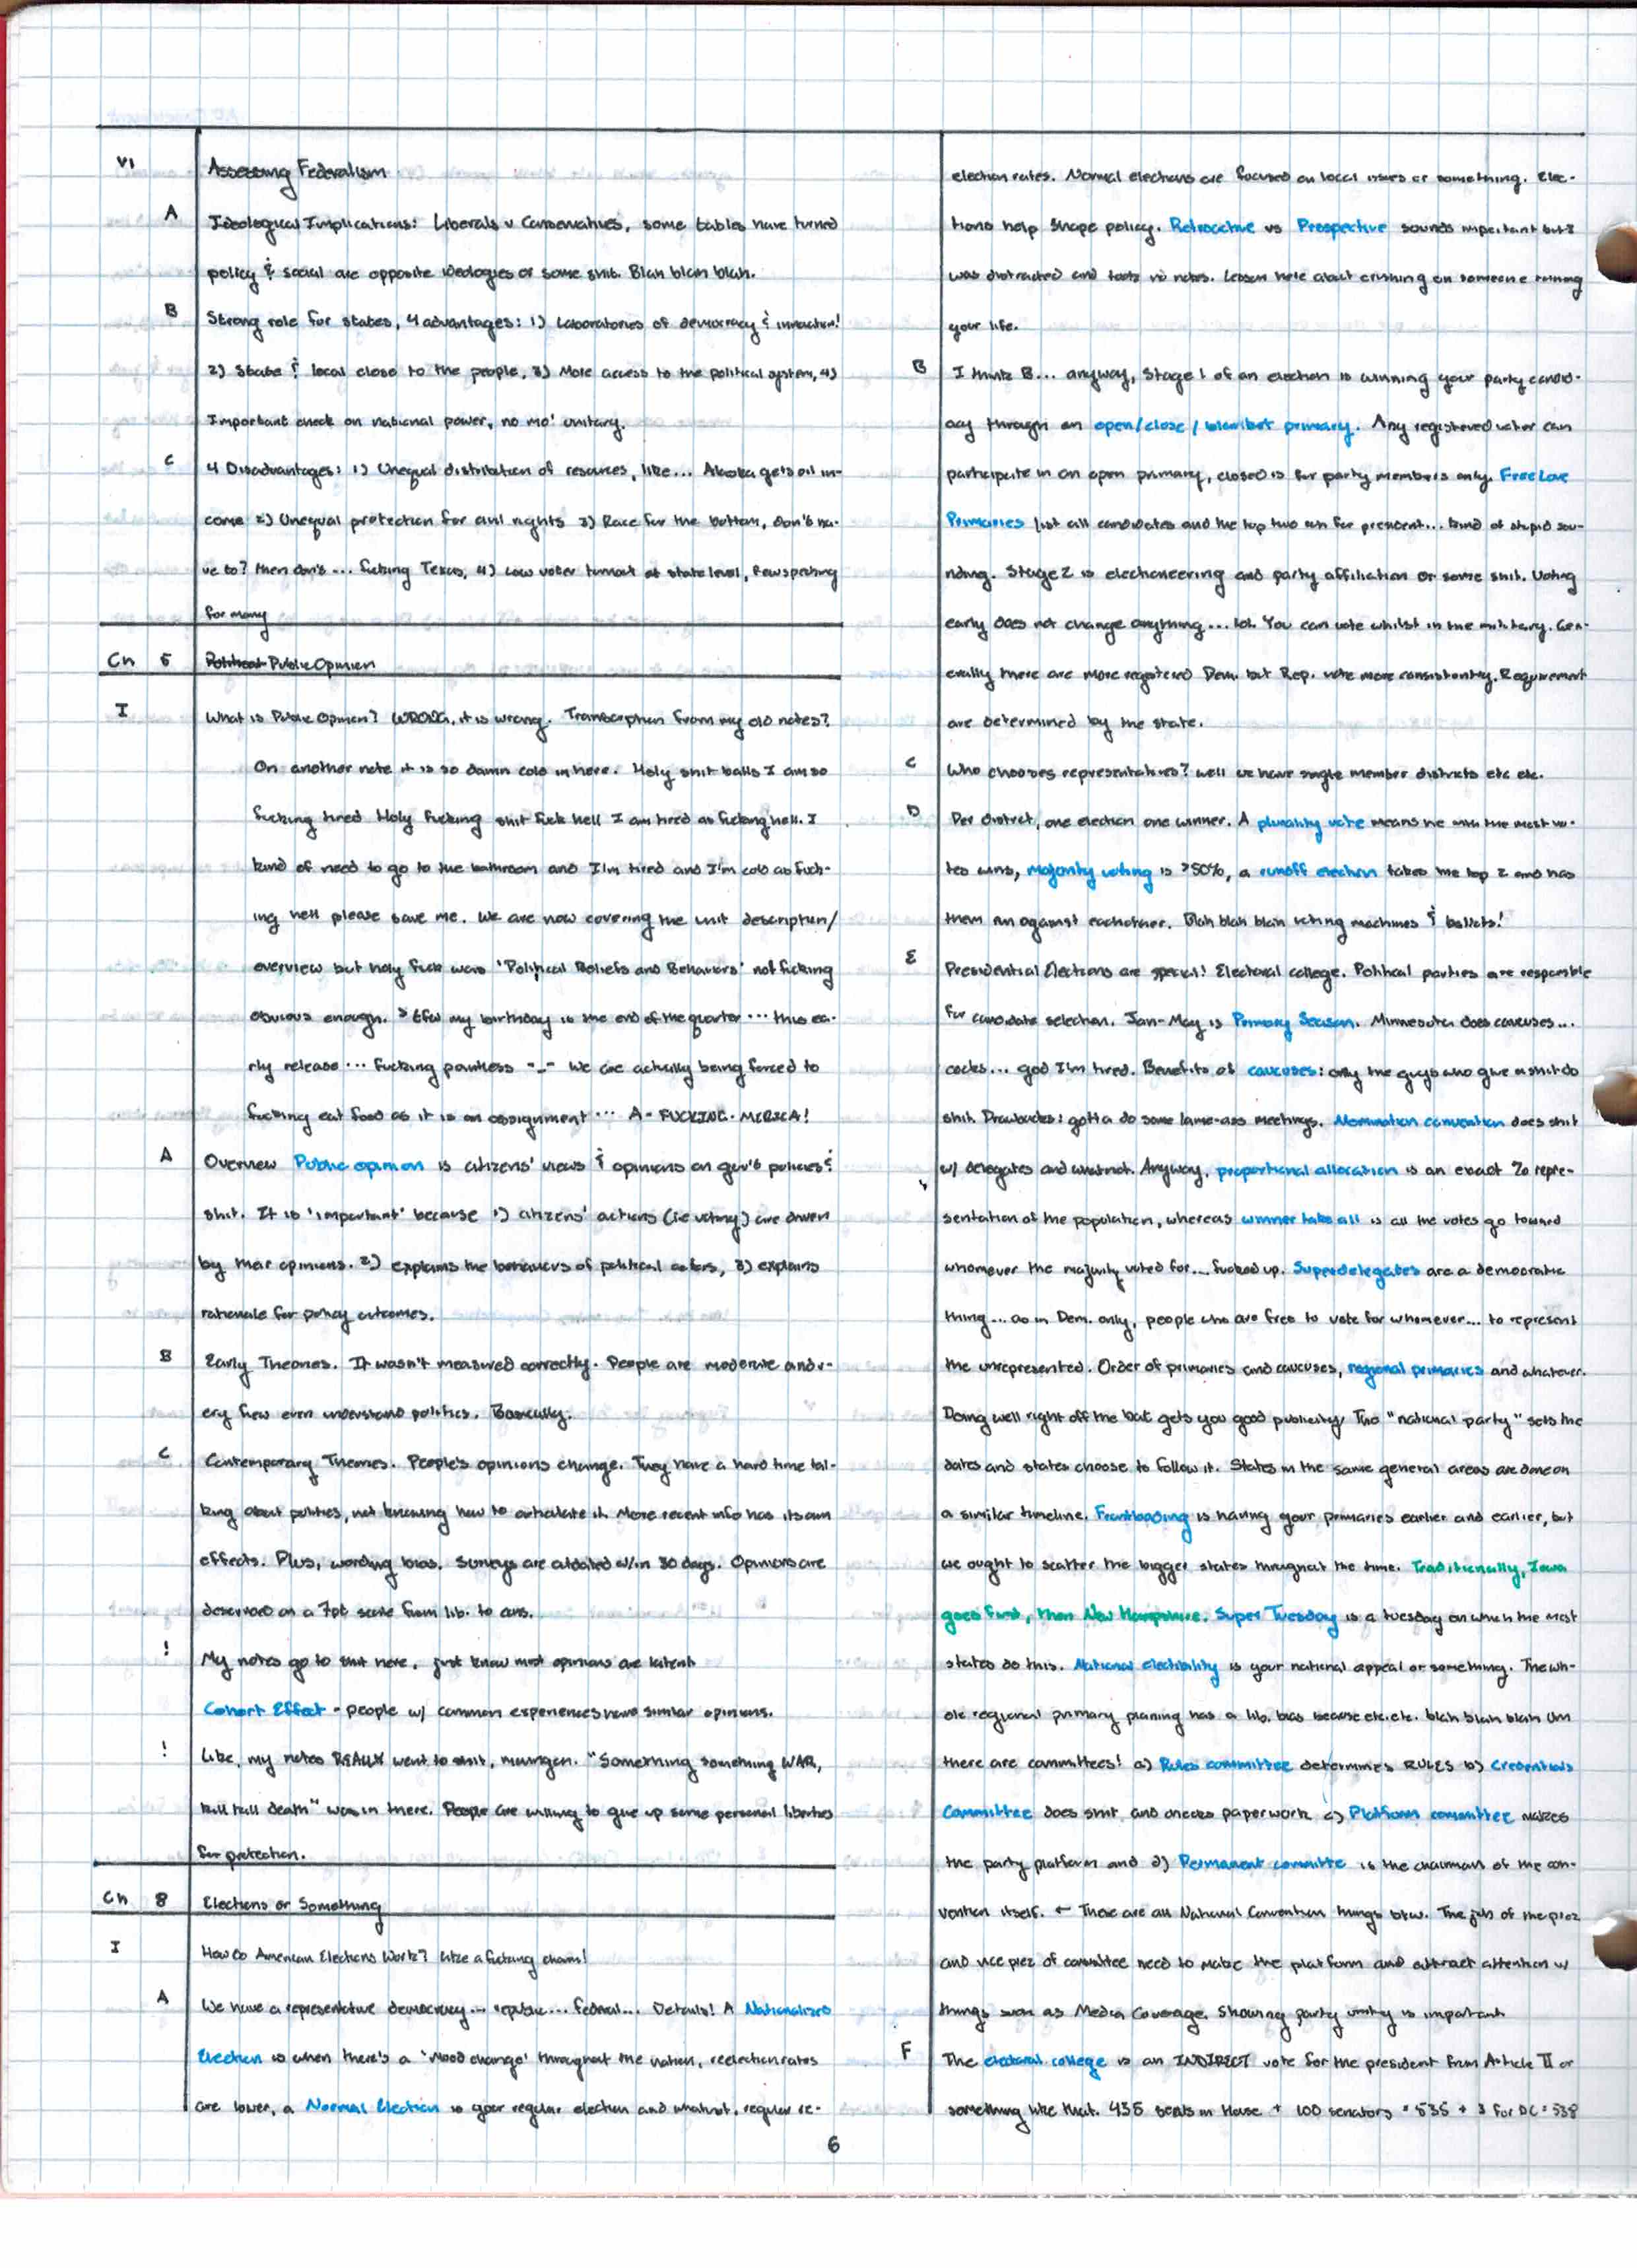 VI Assessing Federalism
A Ideological Implications: Liberals v Conservatives, some tables have turned
policy & social are opposite ideologies or some shit. Blah blah blah.
B Strong role for states, 4 advantages: 1) Laboratories of democracy & innovation!
2) State & local close to the people, 3) More access to the political system, 4)
Important check on national power, no mo' unitary.
C 4 Disadvantages: 1) Unequal distribution of resources, like... Alaska gets oil in-
come 2) Unequal protection for civil rights 3) Race for the bottom, don't ha-
ve to? then don't... fucking Texas, 4) Low voter turnout at state level,
for many
Ch 5 Political Public Opinion
I What is Public Opinion? WRONG, it is wrong. Transcription from my old notes?
On another note it is so damn cold in here. Holy shit balls I am so
fucking tired Holy fucking shit fuck hell I am tired as fucking hell. I
kind of need to go to the bathroom and I'm tired and I'm cold as fuck-
ing hell please save me. We are now covering the unit description/
overview but holy fuck was 'Political Beliefs and Behaviors' not fucking
obvious enough. my birthday is the end of the quarter... this ea-
rly release... fucking pointless -_- We are actually being forced to
fucking eat food as it is an assignment... A-FUCKING-MERICA!
A Overview Public opinion is citizens' views & opinions on gov't policies &
shit. It is 'important' because 1) citizens' actions (ie voting) are driven
by their opinions. 2) explains the behaviors of political actors, 3) explains
rationale for policy outcomes.
B Early Theories. It wasn't measured correctly. People are moderate and v-
ery few even understand politics. Basically.
C Contemporary Themes. People's opinions change. They have a hard time tal-
king about politics, not knowing how to articulate it. More recent info has its own
effects. Plus, wording bias. Surveys are outdated w/in 30 days. Opinions are
described on a 7pt scale from lib. to cons.
! My notes go to shit here, just know most opinions are latent
Cohort Effect - people w/ common experiences have similar opinions.
! Like, my notes REALLY went to shit, "Something something WAR,
kill kill death" was in there. People are willing to give up some personal liberties
for protection.
Ch 8 Elections or Something
I How Do American Elections Work? Like a fucking charm!
A We have a representative democracy... republic... federal... Details! A Nationalized
Election is when there's a 'Mood change' throughout the nation, reelection rates
are lower, a Normal Election is your regular election and whatnot, regular re-
6
election rates. Normal elections are focused on local issues or something. Elec-
tions help shape policy. Retroactive vs Prospective sounds important but I
was distracted and took no notes. Lesson here about crushing on someone ruining
your life.
B I think B... anyway, Stage 1 of an election is winning your party candid-
acy through an open/close/blanket primary. Any registered voter can
participate in an open primary, closed is for party members only. Free Love
Primaries list all candidates and the top two run for president... kind of stupid sou-
nding. Stage 2 is electioneering and party affiliation or some shit. Voting
early does not change anything... lol. You can vote whilst in the military. Gen-
erally there are more registered Dem. but Rep. vote more consistently. Requirement
are determined by the state.
C Who chooses representatives? well we have single member districts etc etc.
D Per district, one election one winner. A plurality vote means he with the most vo-
tes wins, majority voting is >50%, a runoff election takes the top 2 and has
them run against eachother. Blah blah blah voting machines & ballots!
E Presidential Elections are special! Electoral college. Political parties are responsible
for candidate selection. Jan-May is Primary Season. Minnesota does caucuses...
cocks... god I'm tired. Benefits of caucuses: only the guys who give a shit do
shit. Drawbacks: gotta do some lame-ass meetings. Nomination convention does shit
w/ delegates and whatnot. Anyway, proportional allocation is an exact % repre-
sentation of the population, whereas winner take all is all the votes go toward
whomever the majority voted for... fucked up. Superdelegates are a democratic
thing... as in Dem. only, people who are free to vote for whomever... to represent
the unrepresented. Order of primaries and caucuses, regional primaries and whatever.
Doing well right off the bat gets you good publicity. The "national party" sets the
dates and states choose to follow it. States in the same general areas are done on
a similar timeline. Frontloading is having your primaries earlier and earlier, but
we ought to scatter the bigger states throughout the time. Traditionally, Iowa
goes first, then New Hampshire. Super Tuesday is a tuesday on which the most
states do this. National electibility is your national appeal or something. The wh-
ole regional primary planing has a lib. bias because etc.etc. blah blah blah Um
there are committees! a) Rules committee determines RULES b) Credentials
Committee does shit and checks paperwork c) Platform committee makes
the party platform and d) Permanent committe is the chairman of the con-
vention itself. ← These are all National Convention things btw. The job of the prez
and vice prez of committee need to make the platform and attract attention w/
things such as Media Coverage. Showing party unity is important
F The electoral college is an INDIRECT vote for the president from Article II or
something like that. 435 seats in House + 100 senators = 535 + 3 for DC = 538